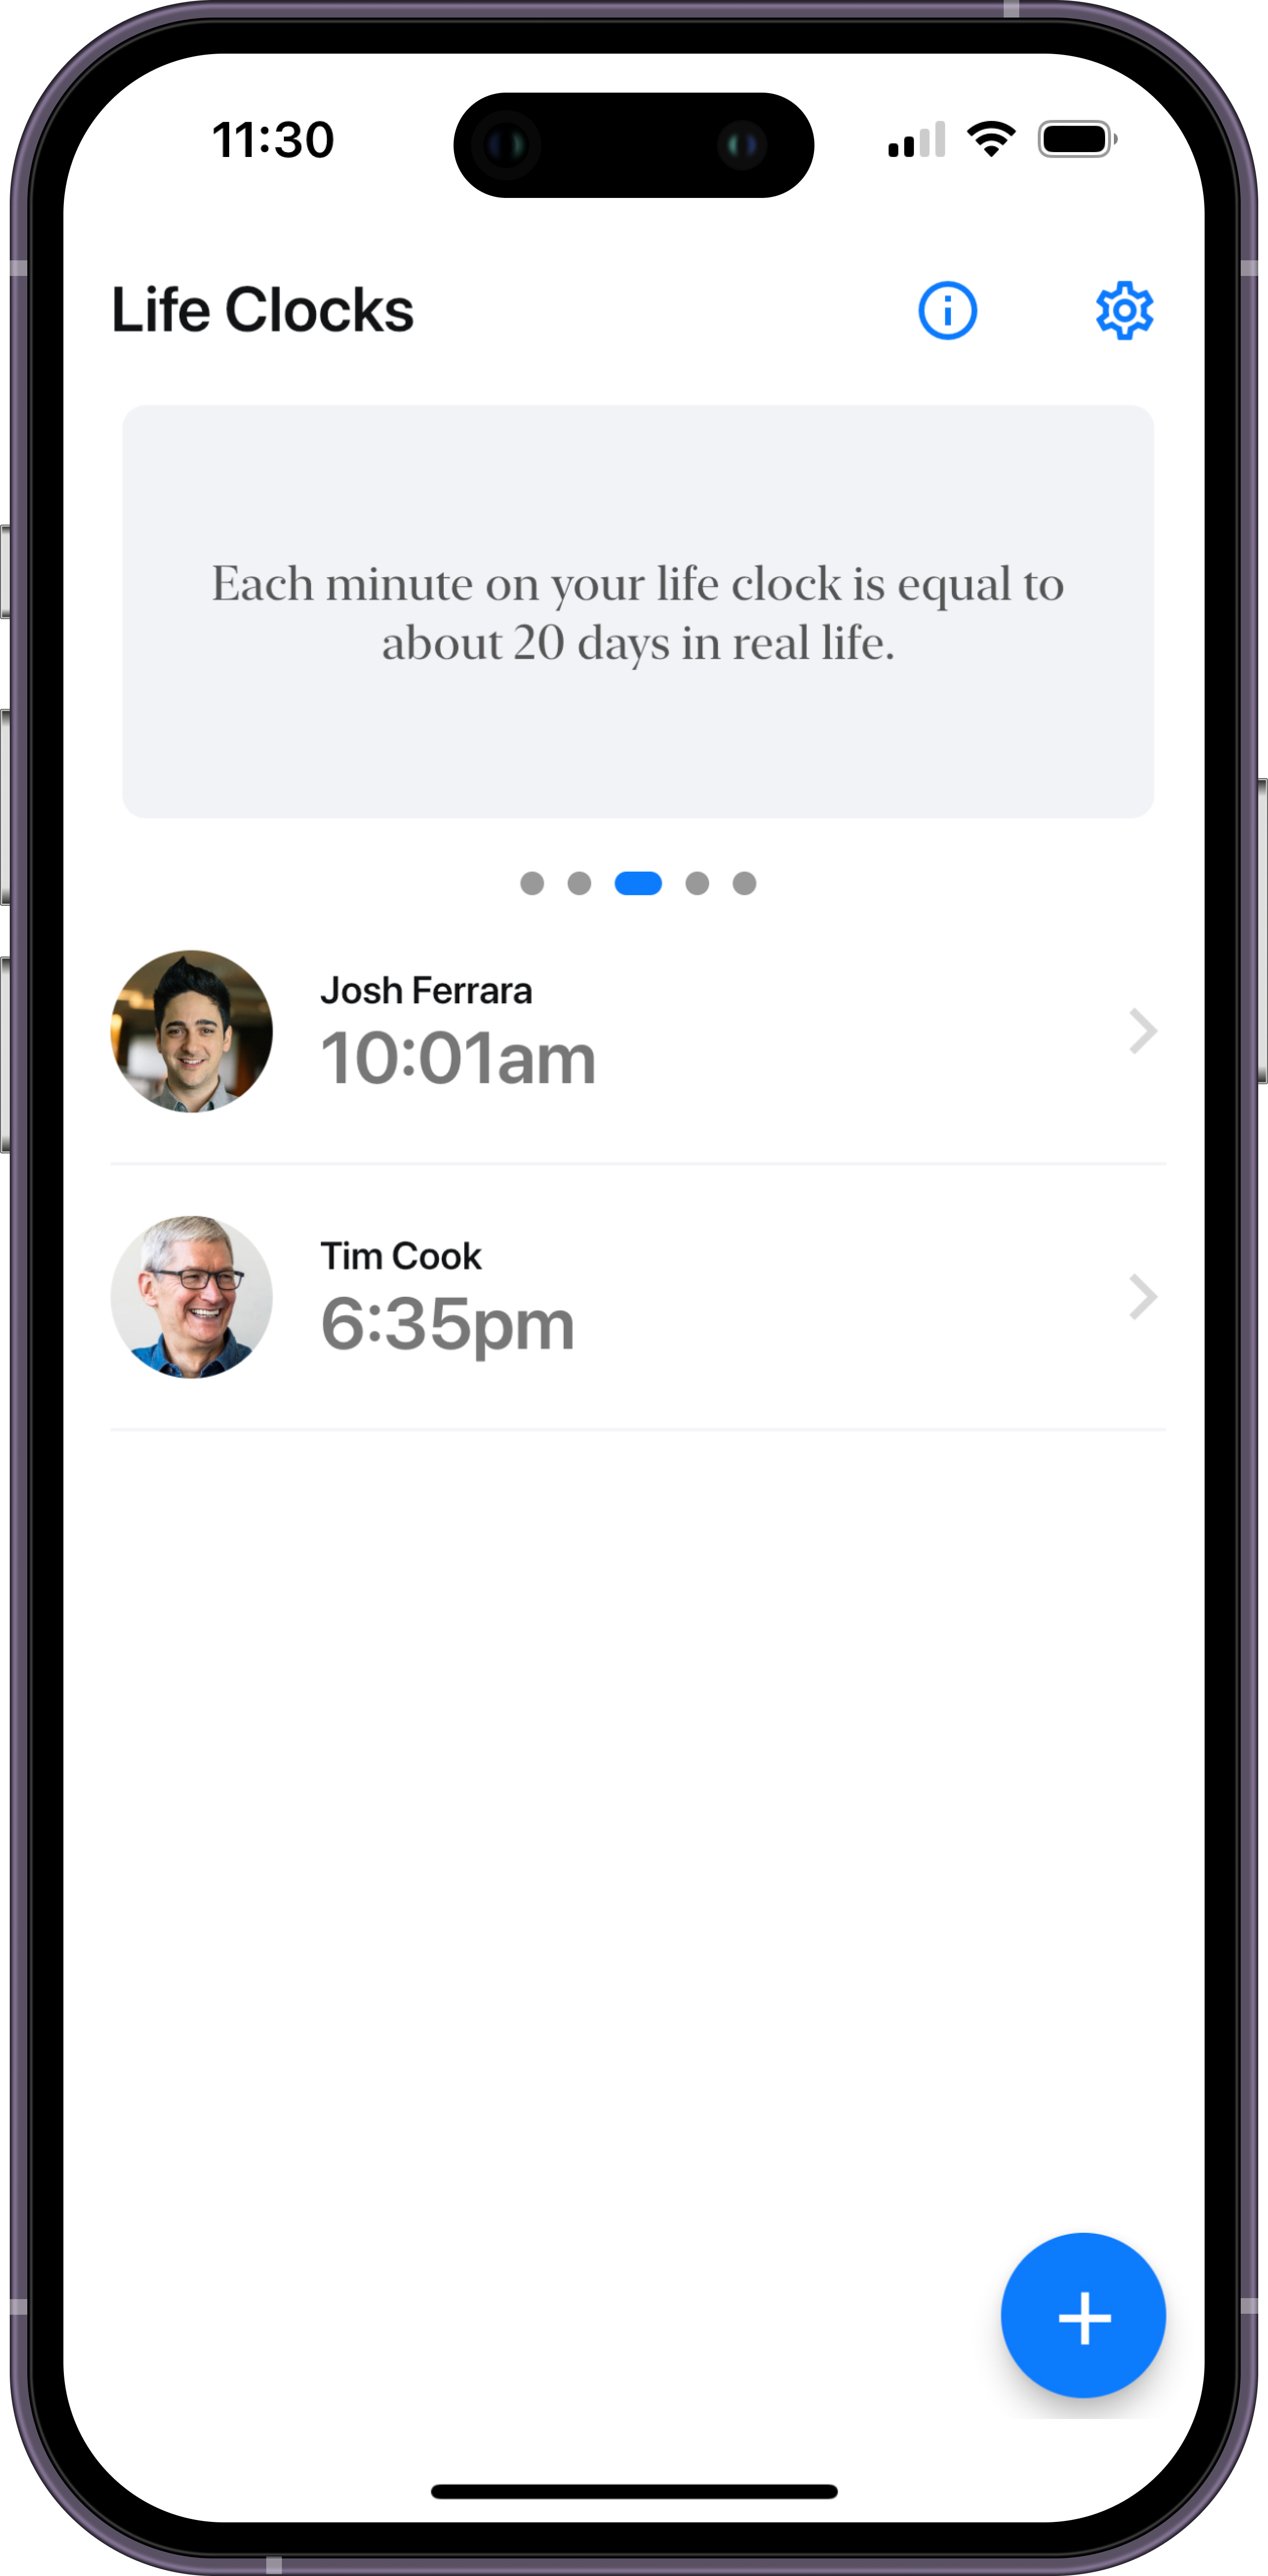 11:30
Life Clocks
Each minute on your life clock is equal to
about 20 days in real life.
Josh Ferrara
10:01am
Tim Cook
6:35pm